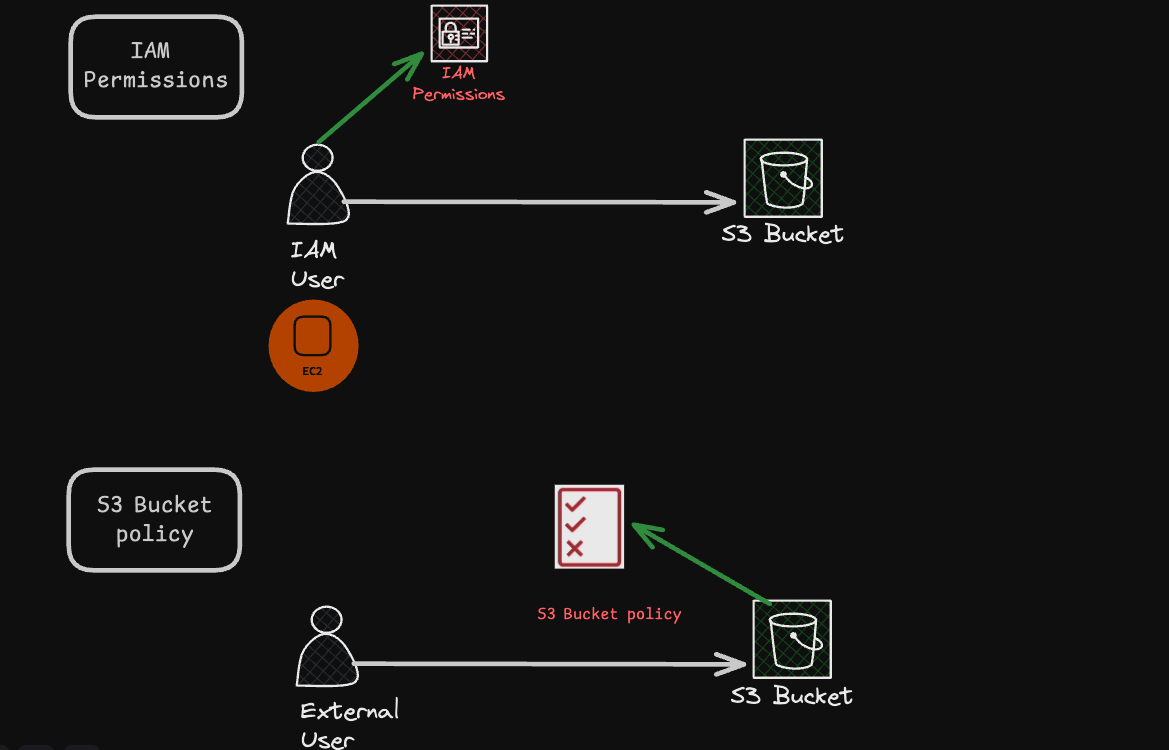 IAM
Permissions
IAM
Permissions
S3 Bucket
IAM
User
EC2
S3 Bucket
policy
S3 Bucket policy
S3 Bucket
External
User